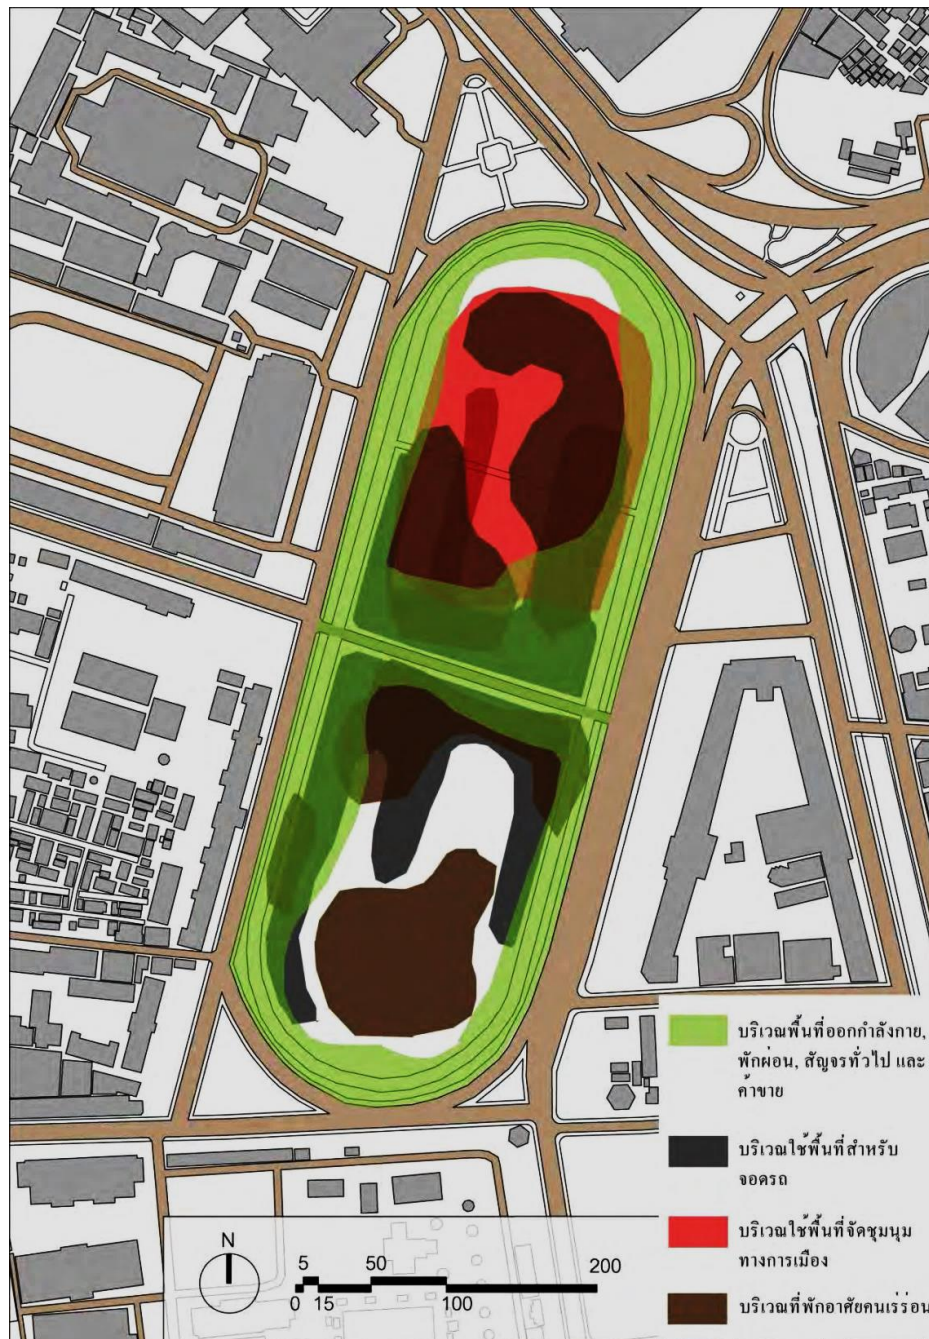 บริเวณพื้นที่ออกกำลังกาย,
พักผ่อน, สัญจรทั่วไป และ
ค้าขาย
บริเวณใช้พื้นที่สำหรับ
จอดรถ
บริเวณใช้พื้นที่จัดชุมนุม
ทางการเมือง
บริเวณที่พักอาศัยคนเร่ร่อน
N
5 50 200
0 15 100